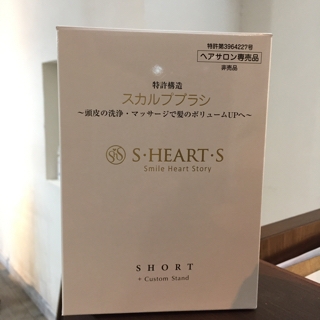 特許第3964227号
ヘアサロン専売品
非売品
特許構造
スカルプブラシ
～頭皮の洗浄・マッサージで髪のボリュームUPへ～
S·HEART·S
Smile Heart Story
SHORT
+ Custom Stand